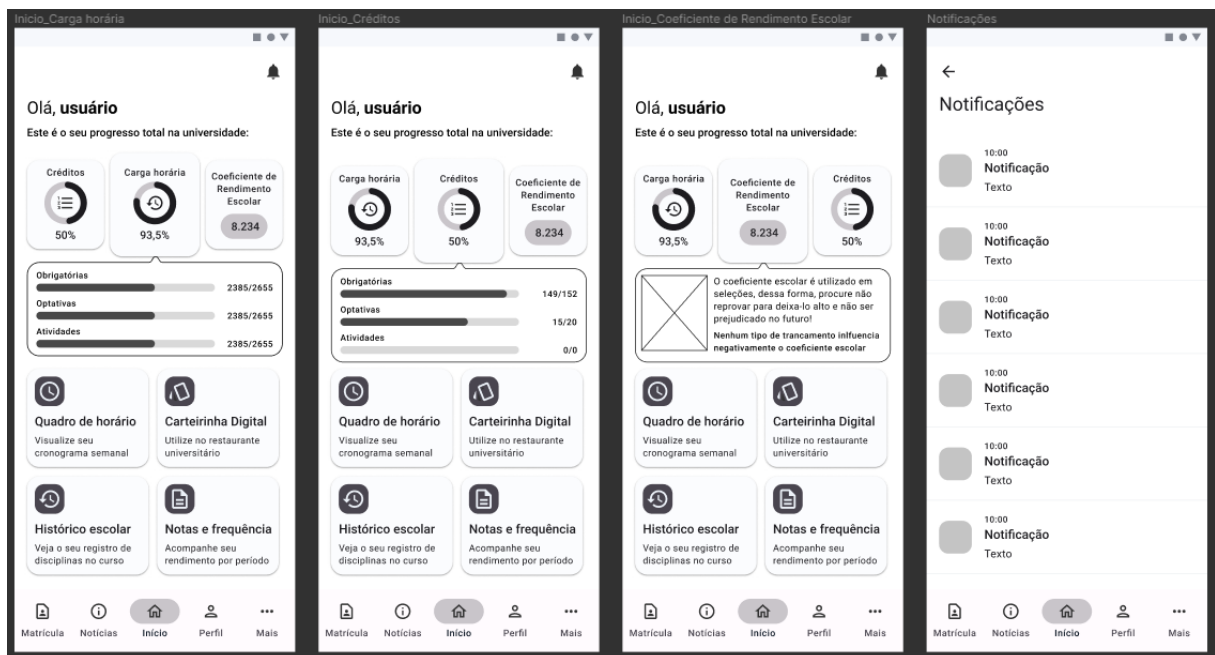 Inicio_Carga horária
Olá, usuário
Este é o seu progresso total na universidade:
Créditos
50%
Carga horária
93,5%
Coeficiente de
Rendimento
Escolar
8.234
Obrigatórias
2385/2655
Optativas
2385/2655
Atividades
2385/2655
Quadro de horário
Visualize seu
cronograma semanal
Carteirinha Digital
Utilize no restaurante
universitário
Histórico escolar
Veja o seu registro de
disciplinas no curso
Notas e frequência
Acompanhe seu
rendimento por período
Matrícula
Notícias
Início
Perfil
Mais
Inicio_Créditos
Olá, usuário
Este é o seu progresso total na universidade:
Carga horária
93,5%
Créditos
50%
Coeficiente de
Rendimento
Escolar
8.234
Obrigatórias
149/152
Optativas
15/20
Atividades
0/0
Quadro de horário
Visualize seu
cronograma semanal
Carteirinha Digital
Utilize no restaurante
universitário
Histórico escolar
Veja o seu registro de
disciplinas no curso
Notas e frequência
Acompanhe seu
rendimento por período
Matrícula
Notícias
Início
Perfil
Mais
Inicio_Coeficiente de Rendimento Escolar
Olá, usuário
Este é o seu progresso total na universidade:
Carga horária
93,5%
Coeficiente de
Rendimento
Escolar
8.234
Créditos
50%
O coeficiente escolar é utilizado em
seleções, dessa forma, procure não
reprovar para deixa-lo alto e não ser
prejudicado no futuro!
Nenhum tipo de trancamento inlfuencia
negativamente o coeficiente escolar
Quadro de horário
Visualize seu
cronograma semanal
Carteirinha Digital
Utilize no restaurante
universitário
Histórico escolar
Veja o seu registro de
disciplinas no curso
Notas e frequência
Acompanhe seu
rendimento por período
Matrícula
Notícias
Início
Perfil
Mais
Notificações
Notificações
10:00
Notificação
Texto
10:00
Notificação
Texto
10:00
Notificação
Texto
10:00
Notificação
Texto
10:00
Notificação
Texto
10:00
Notificação
Texto
Matrícula
Notícias
Início
Perfil
Mais